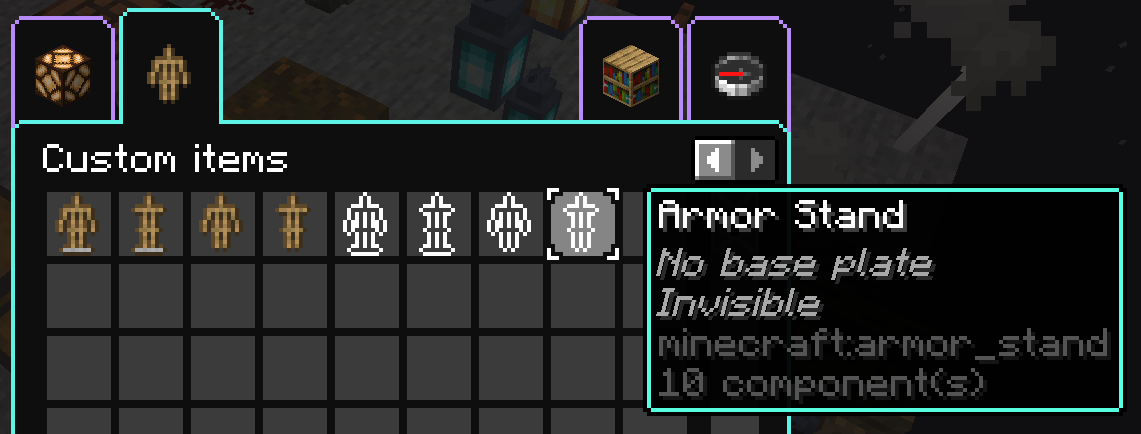 Custom items
Armor Stand
No base plate
Invisible
minecraft:armor_stand
10 component(s)